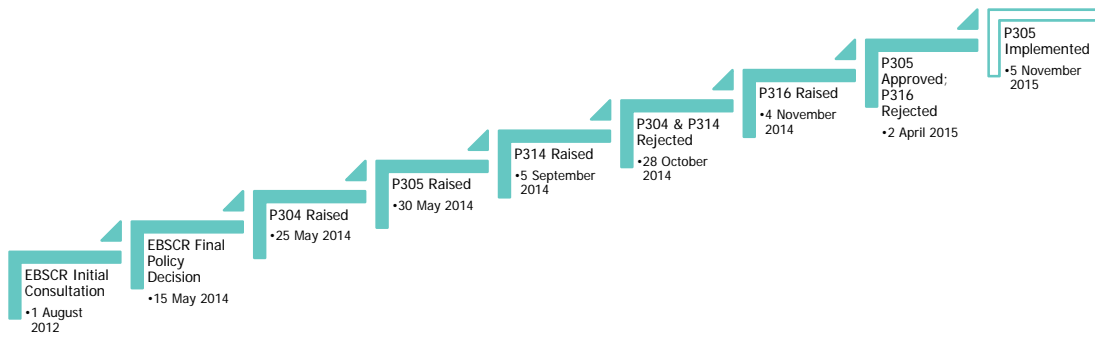 EBSCR Initial
Consultation
•1 August
2012
EBSCR Final
Policy
Decision
•15 May 2014
P304 Raised
•25 May 2014
P305 Raised
•30 May 2014
P314 Raised
•5 September
2014
P304 & P314
Rejected
•28 October
2014
P316 Raised
•4 November
2014
P305
Approved;
P316
Rejected
•2 April 2015
P305
Implemented
•5 November
2015